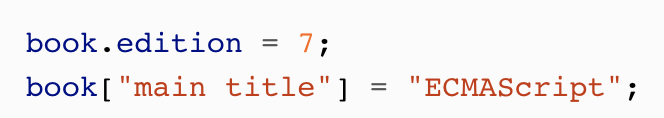 book.edition = 7;
book["main title"] = "ECMAScript";